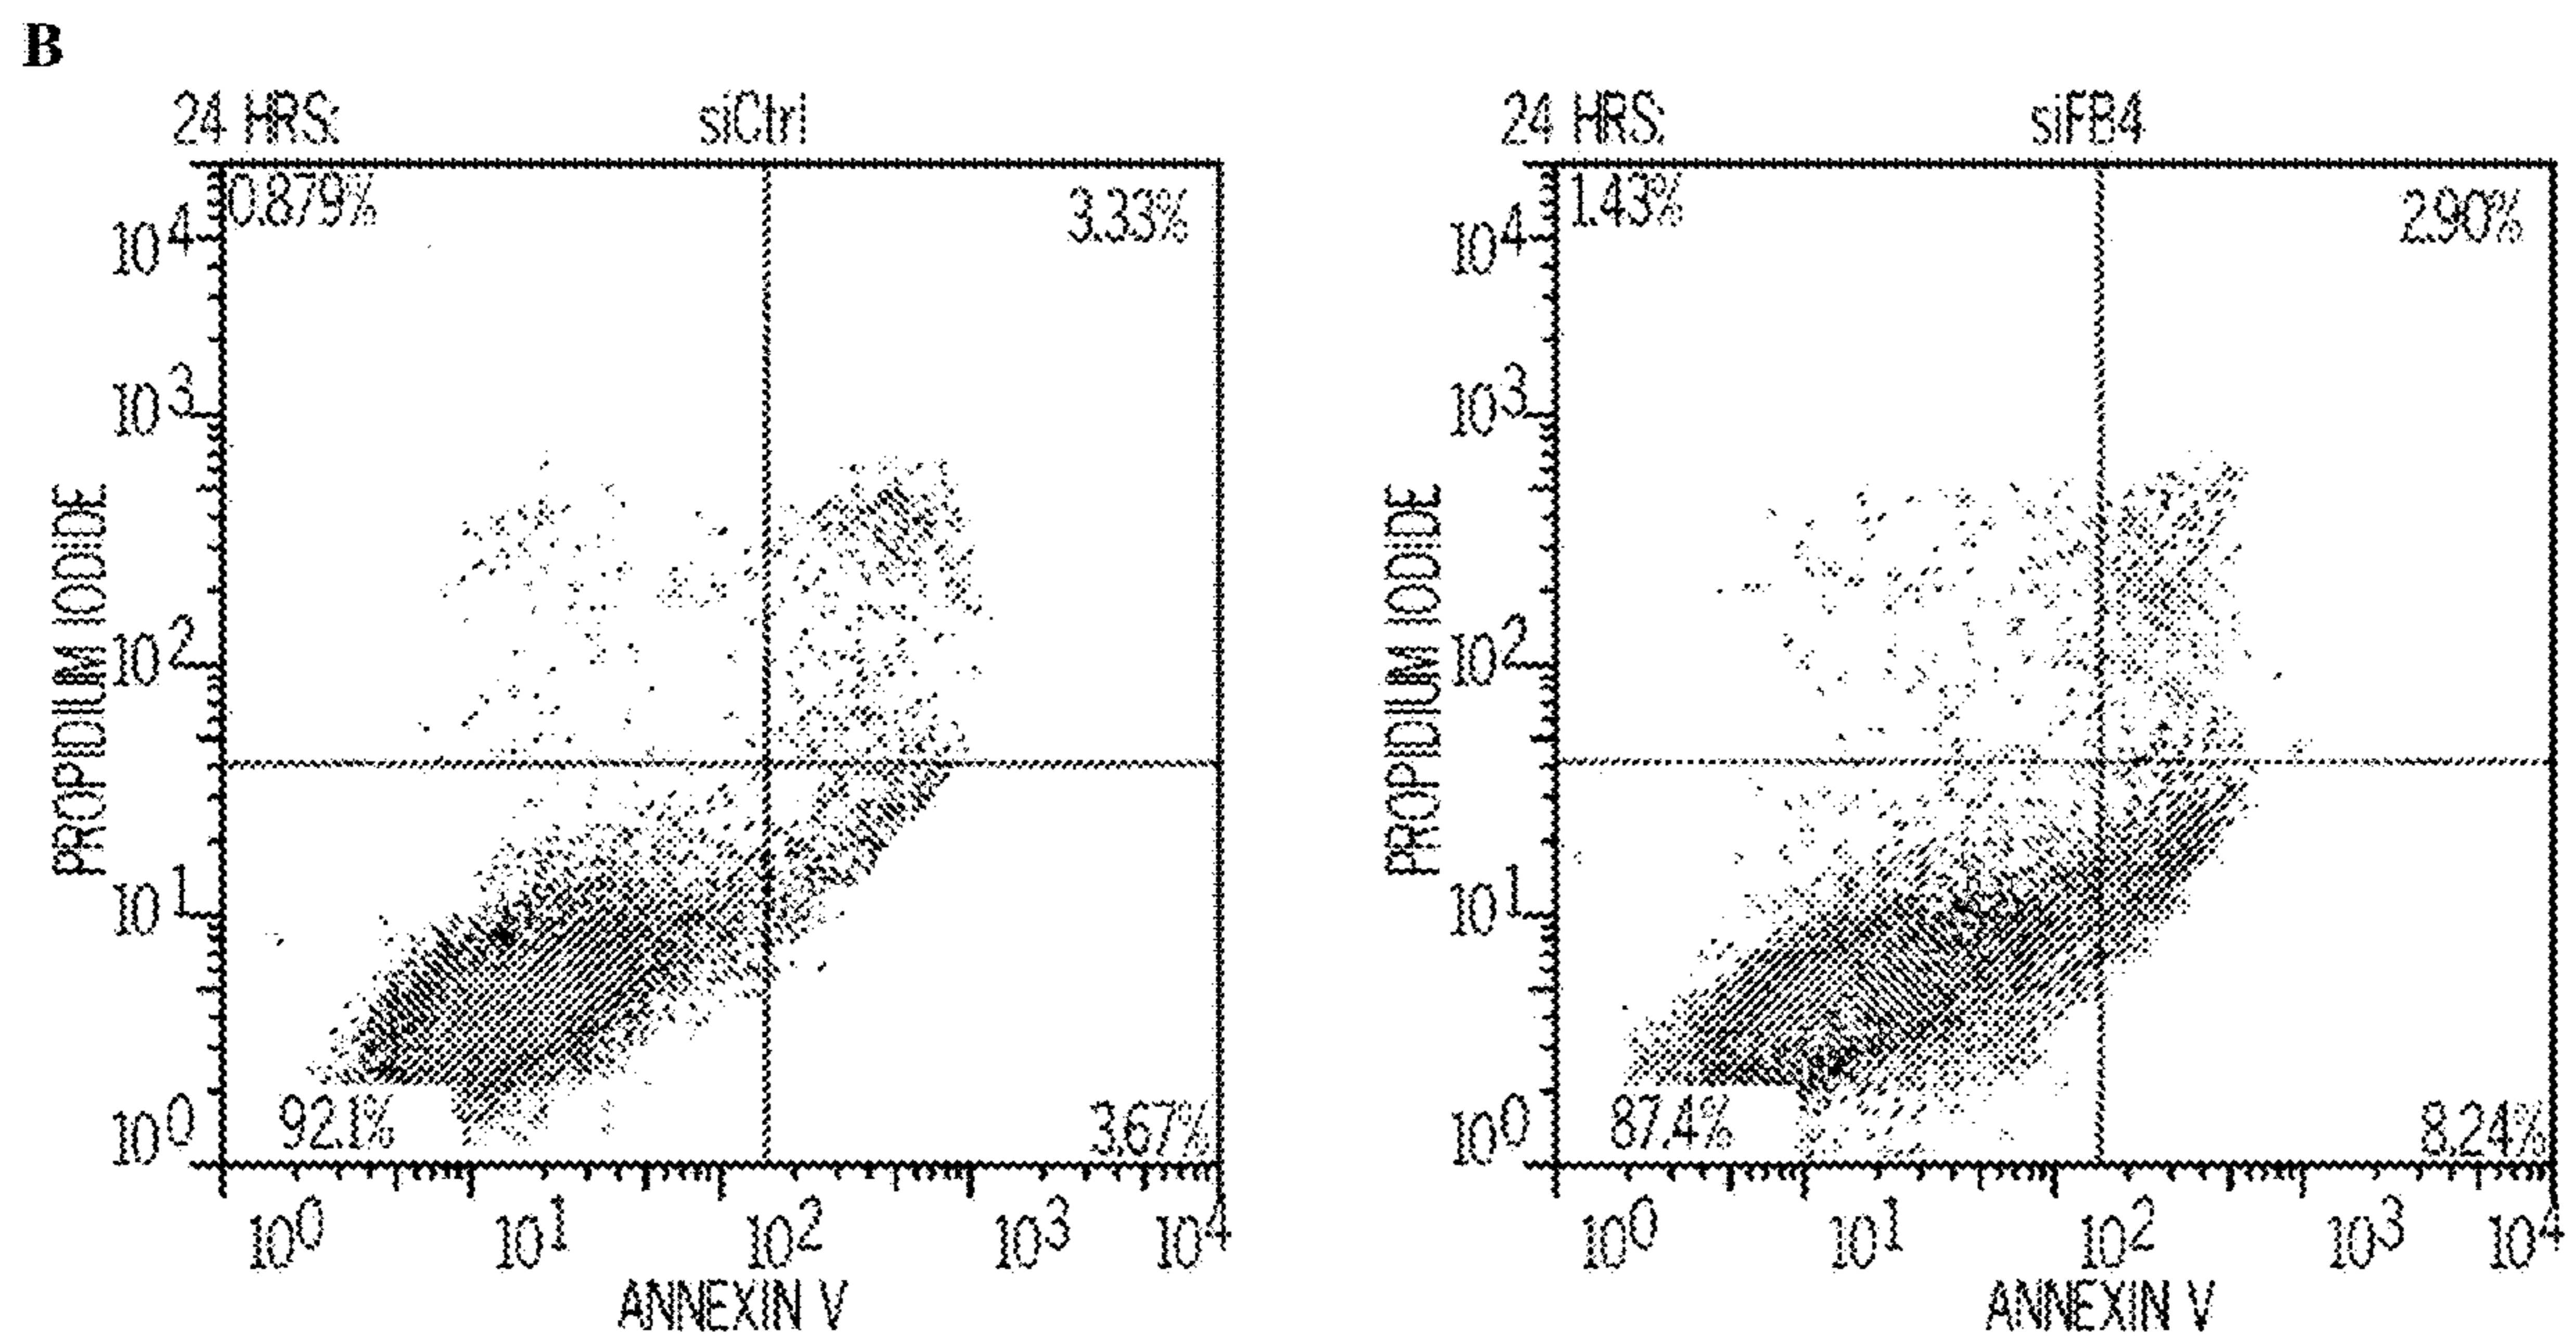 B
24 HRS: siCtrl
0.879% 3.33%
10^4
10^3
10^2
10^1
10^0
PROPIDIUM IODIDE
92.1% 3.67%
10^0 10^1 10^2 10^3 10^4
ANNEXIN V
24 HRS: siFB4
1.43% 2.90%
10^4
10^3
10^2
10^1
10^0
PROPIDIUM IODIDE
87.4% 8.24%
10^0 10^1 10^2 10^3 10^4
ANNEXIN V